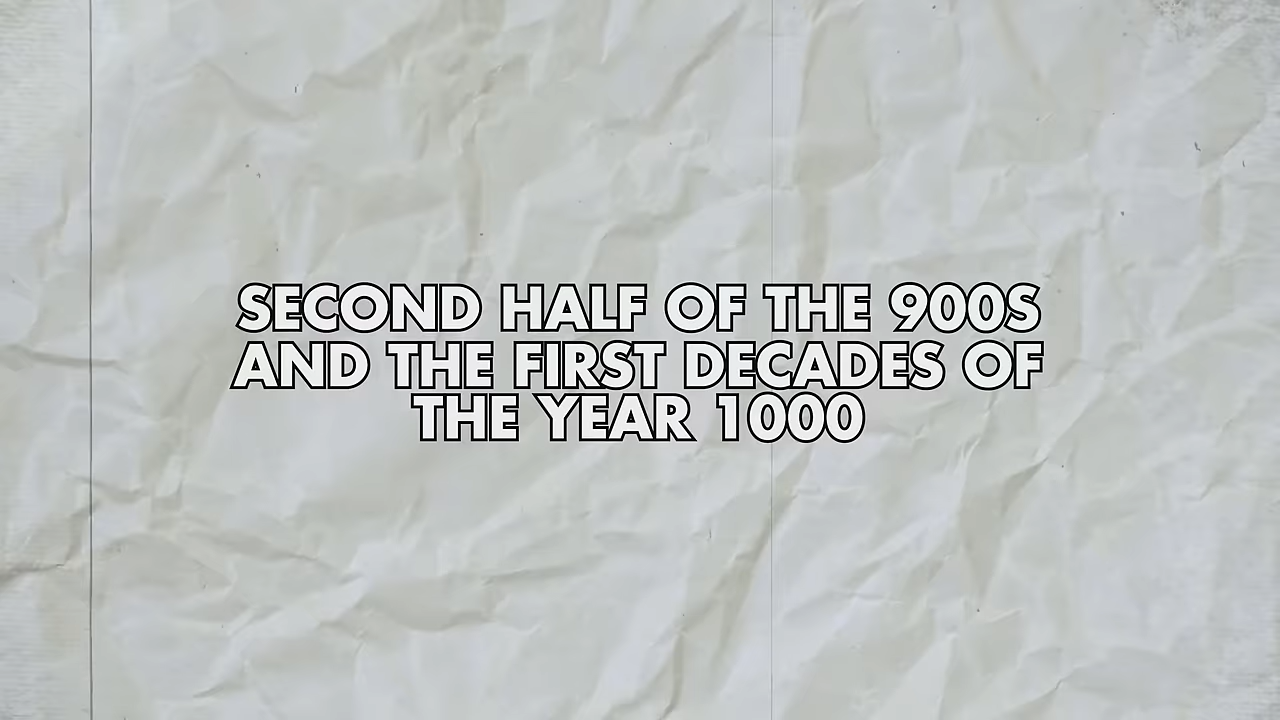 SECOND HALF OF THE 900S
AND THE FIRST DECADES OF
THE YEAR 1000